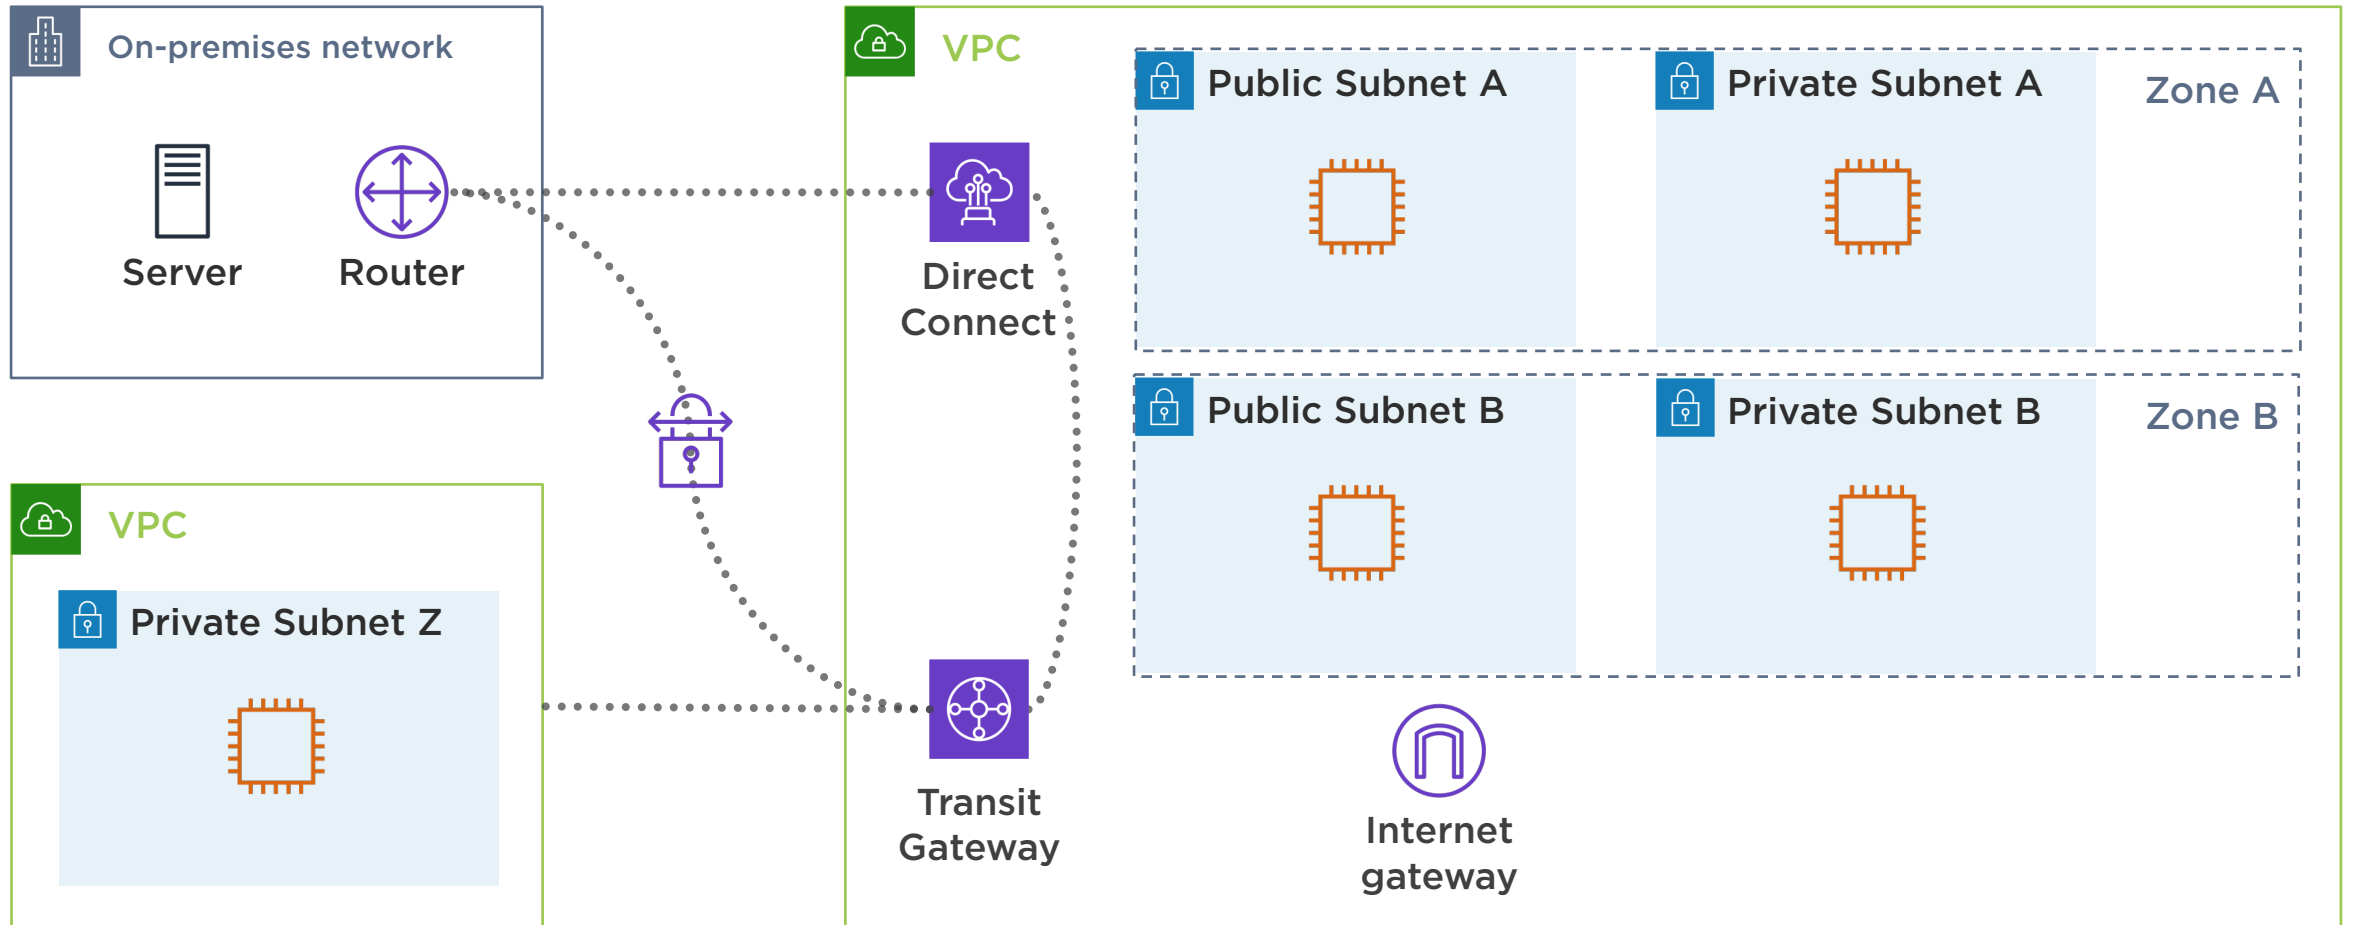 On-premises network
Server
Router
VPC
Private Subnet Z
VPC
Direct
Connect
Transit
Gateway
Public Subnet A
Private Subnet A
Zone A
Public Subnet B
Private Subnet B
Zone B
Internet
gateway